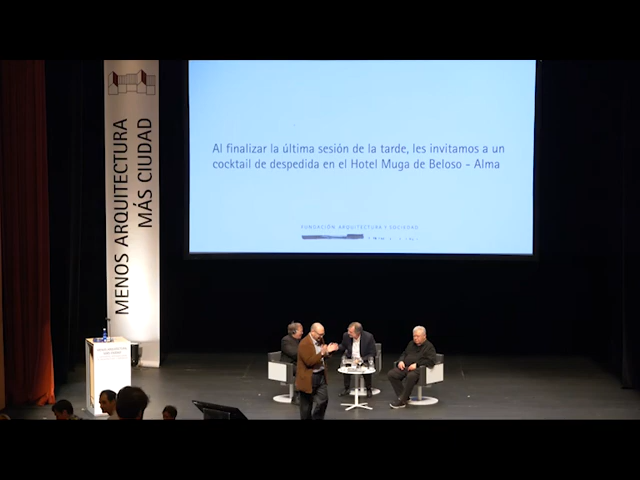 MENOS ARQUITECTURA
MÁS CIUDAD
Al finalizar la última sesión de la tarde, les invitamos a un
cocktail de despedida en el Hotel Muga de Beloso - Alma
FUNDACIÓN ARQUITECTURA Y SOCIEDAD